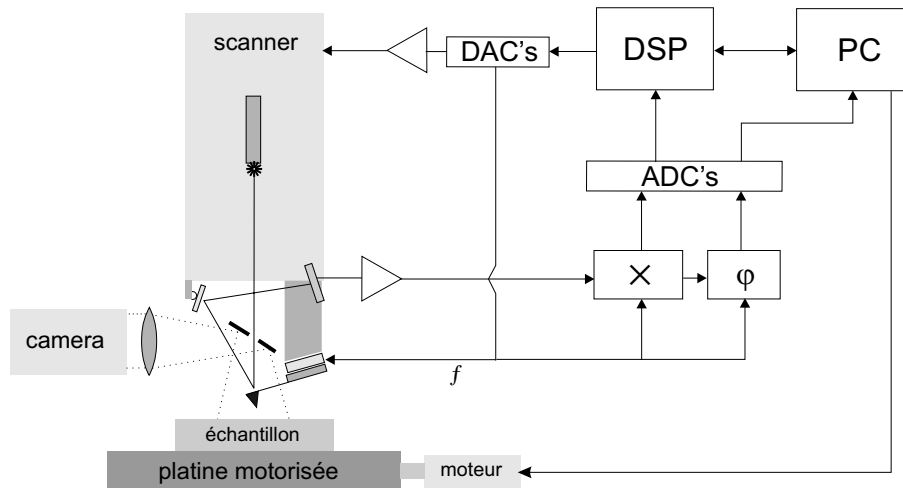 scanner
DAC's
DSP
PC
ADC's
×
φ
camera
f
échantillon
platine motorisée
moteur